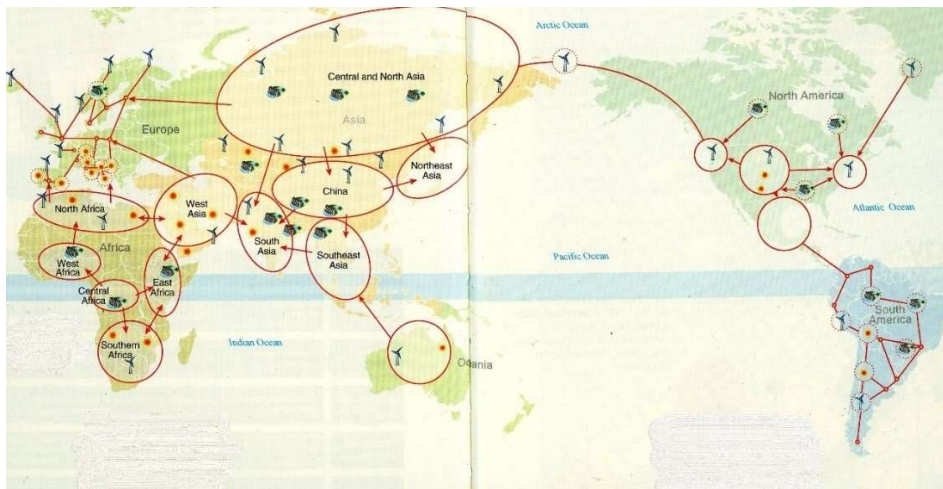 Arctic Ocean
Central and North Asia
North America
Asia
Europe
Northeast
Asia
China
North Africa
West
Asia
Atlantic Ocean
Africa
South
Asia
Southeast
Asia
Pacific Ocean
West
Africa
East
Africa
Central
Africa
South
America
Southern
Africa
Indian Ocean
Oceania